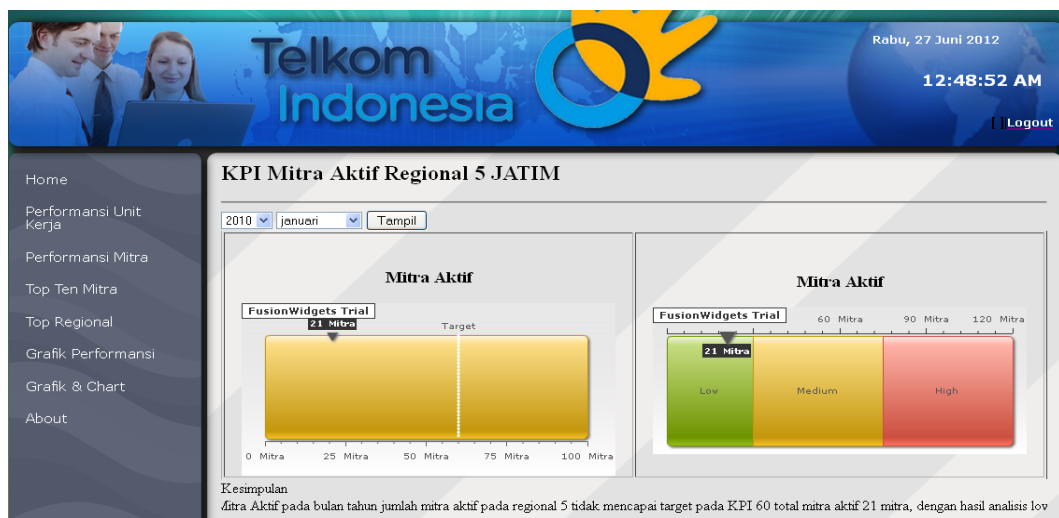 Telkom
Indonesia
Rabu, 27 Juni 2012
12:48:52 AM
[ ] Logout
Home
Performansi Unit
Kerja
Performansi Mitra
Top Ten Mitra
Top Regional
Grafik Performansi
Grafik & Chart
About
KPI Mitra Aktif Regional 5 JATIM
2010 januari Tampil
Mitra Aktif
FusionWidgets Trial
21 Mitra
Target
0 Mitra 25 Mitra 50 Mitra 75 Mitra 100 Mitra
Mitra Aktif
FusionWidgets Trial
60 Mitra 90 Mitra 120 Mitra
21 Mitra
Low Medium High
Kesimpulan
Mitra Aktif pada bulan tahun jumlah mitra aktif pada regional 5 tidak mencapai target pada KPI 60 total mitra aktif 21 mitra, dengan hasil analisis lov